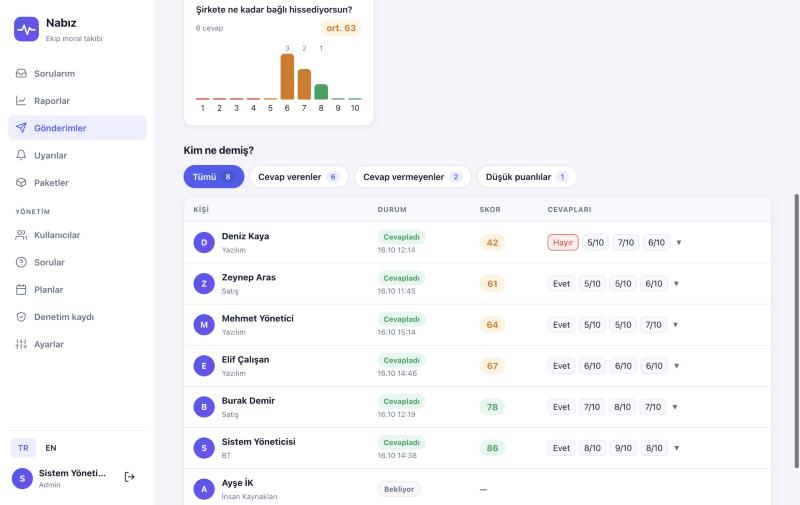 Nabız
Ekip moral takibi
Sorularım
Raporlar
Gönderimler
Uyarılar
Paketler
YÖNETİM
Kullanıcılar
Sorular
Planlar
Denetim kaydı
Ayarlar
TR EN
S
Sistem Yöneti...
Admin
Şirkete ne kadar bağlı hissediyorsun?
6 cevap
ort. 63
3 2 1
1 2 3 4 5 6 7 8 9 10
Kim ne demiş?
Tümü 8
Cevap verenler 6
Cevap vermeyenler 2
Düşük puanlılar 1
KİŞİ DURUM SKOR CEVAPLARI
D Deniz Kaya Cevapladı 42 Hayır 5/10 7/10 6/10 ▼
Yazılım 16.10 12:14
Z Zeynep Aras Cevapladı 61 Evet 5/10 5/10 6/10 ▼
Satış 16.10 11:45
M Mehmet Yönetici Cevapladı 64 Evet 5/10 5/10 7/10 ▼
Yazılım 16.10 15:14
E Elif Çalışan Cevapladı 67 Evet 6/10 6/10 6/10 ▼
Yazılım 16.10 14:46
B Burak Demir Cevapladı 78 Evet 7/10 8/10 7/10 ▼
Satış 16.10 12:19
S Sistem Yöneticisi Cevapladı 86 Evet 8/10 9/10 8/10 ▼
BT 16.10 14:38
A Ayşe İK Bekliyor —
İnsan Kaynakları